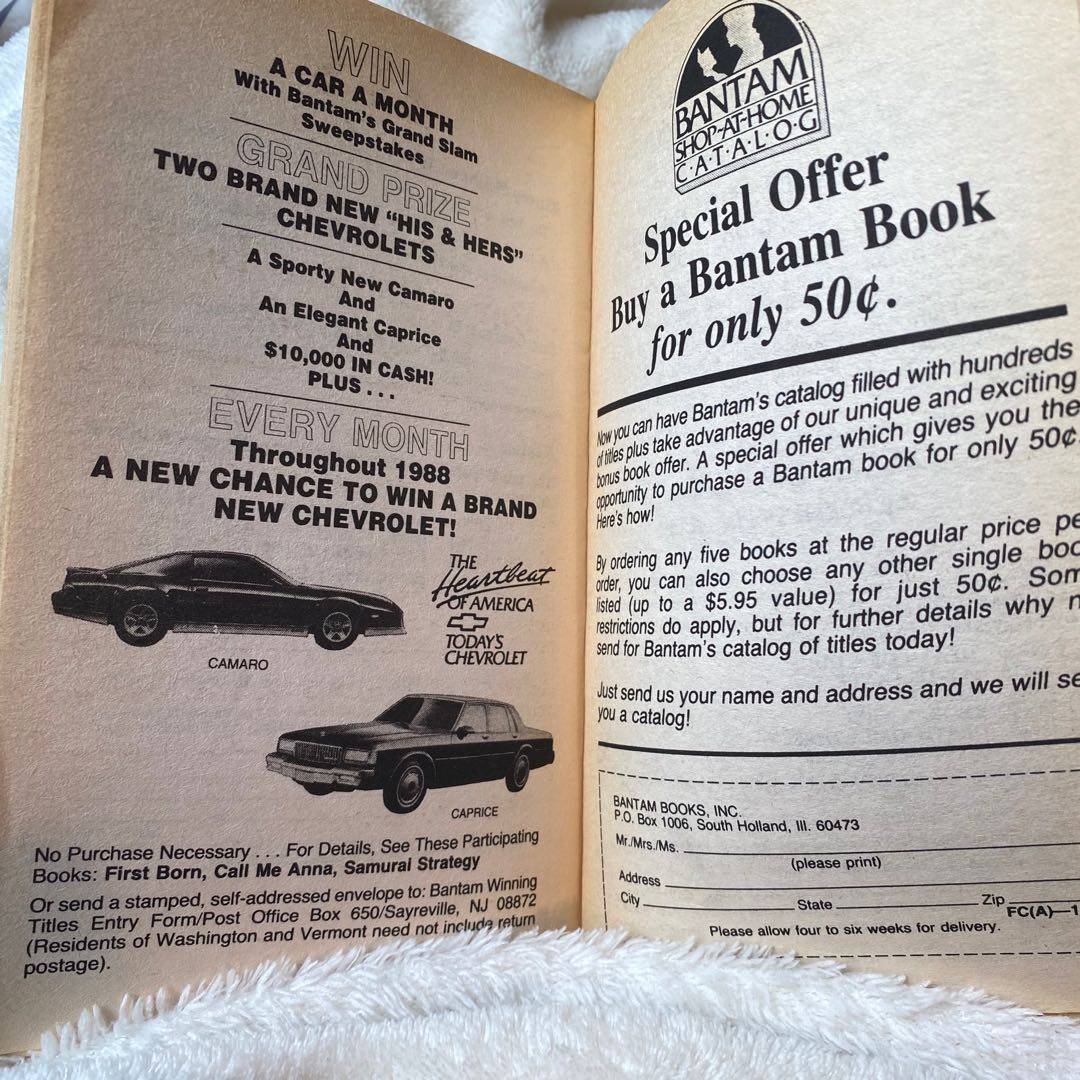 WIN
A CAR A MONTH
With Bantam's Grand Slam
Sweepstakes
GRAND PRIZE
TWO BRAND NEW "HIS & HERS"
CHEVROLETS
A Sporty New Camaro
And
An Elegant Caprice
And
$10,000 IN CASH!
PLUS...
EVERY MONTH
Throughout 1988
A NEW CHANCE TO WIN A BRAND
NEW CHEVROLET!
THE
Heartbeat
OF AMERICA
TODAY'S
CHEVROLET
CAMARO
CAPRICE
No Purchase Necessary... For Details, See These Participating
Books: First Born, Call Me Anna, Samurai Strategy
Or send a stamped, self-addressed envelope to: Bantam Winning
Titles Entry Form/Post Office Box 650/Sayreville, NJ 08872
(Residents of Washington and Vermont need not include return
postage).
BANTAM
SHOP·AT·HOME
C·A·T·A·L·O·G
Special Offer
Buy a Bantam Book
for only 50¢.
Now you can have Bantam's catalog filled with hundreds
of titles plus take advantage of our unique and exciting
bonus book offer. A special offer which gives you the
opportunity to purchase a Bantam book for only 50¢.
Here's how!
By ordering any five books at the regular price pe
order, you can also choose any other single boo
listed (up to a $5.95 value) for just 50¢. Som
restrictions do apply, but for further details why n
send for Bantam's catalog of titles today!
Just send us your name and address and we will se
you a catalog!
BANTAM BOOKS, INC.
P.O. Box 1006, South Holland, Ill. 60473
Mr./Mrs./Ms.
(please print)
Address
City State Zip
FC(A)—1
Please allow four to six weeks for delivery.